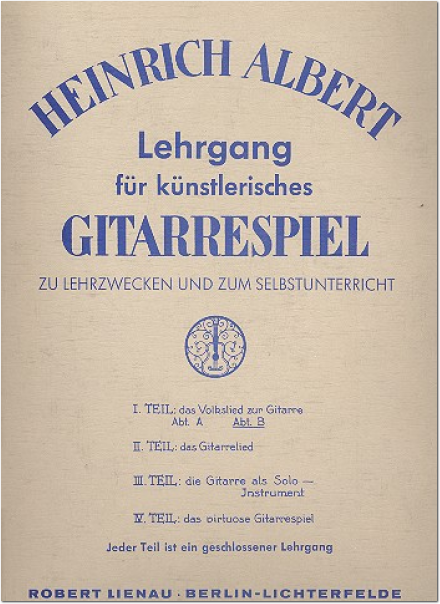 HEINRICH ALBERT
Lehrgang
für künstlerisches
GITARRESPIEL
ZU LEHRZWECKEN UND ZUM SELBSTUNTERRICHT
I. TEIL: das Volkslied zur Gitarre
Abt. A Abt. B
II. TEIL: das Gitarrelied
III. TEIL: die Gitarre als Solo —
Jnstrument
IV. TEIL: das virtuose Gitarrespiel
Jeder Teil ist ein geschlossener Lehrgang
ROBERT LIENAU · BERLIN-LICHTERFELDE